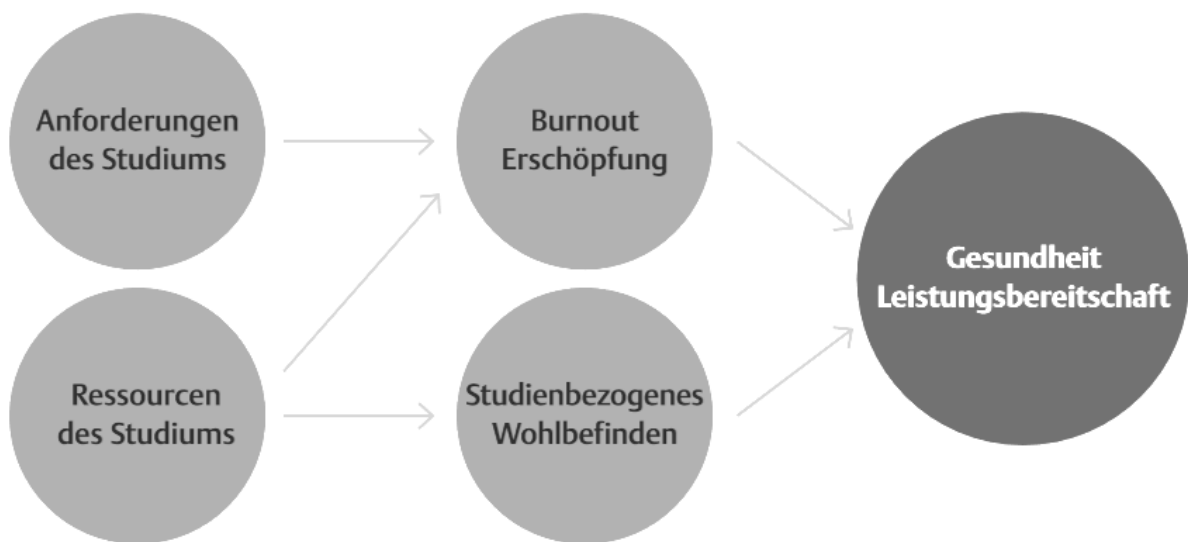 Anforderungen
des Studiums
Burnout
Erschöpfung
Gesundheit
Leistungsbereitschaft
Ressourcen
des Studiums
Studienbezogenes
Wohlbefinden